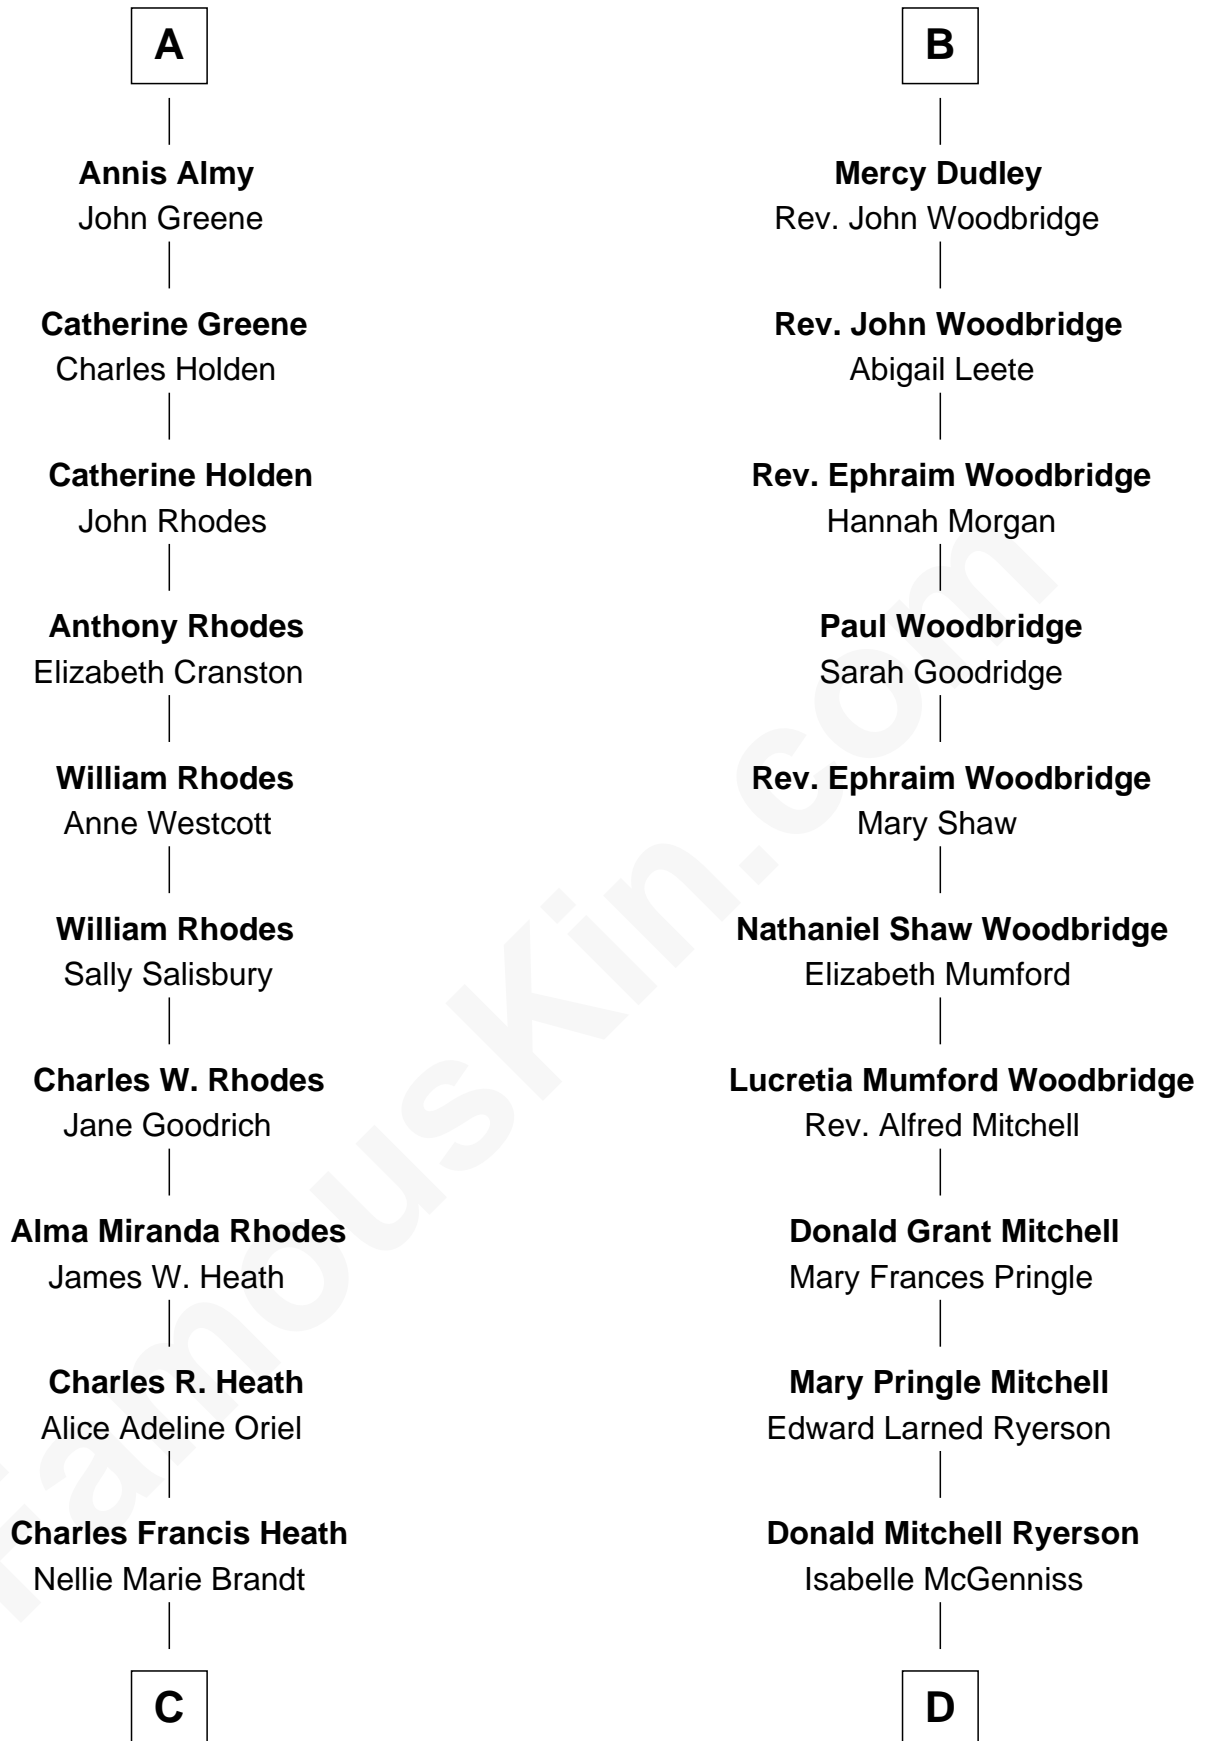 A
Annis Almy
John Greene
Catherine Greene
Charles Holden
Catherine Holden
John Rhodes
Anthony Rhodes
Elizabeth Cranston
William Rhodes
Anne Westcott
William Rhodes
Sally Salisbury
Charles W. Rhodes
Jane Goodrich
Alma Miranda Rhodes
James W. Heath
Charles R. Heath
Alice Adeline Oriel
Charles Francis Heath
Nellie Marie Brandt
C
B
Mercy Dudley
Rev. John Woodbridge
Rev. John Woodbridge
Abigail Leete
Rev. Ephraim Woodbridge
Hannah Morgan
Paul Woodbridge
Sarah Goodridge
Rev. Ephraim Woodbridge
Mary Shaw
Nathaniel Shaw Woodbridge
Elizabeth Mumford
Lucretia Mumford Woodbridge
Rev. Alfred Mitchell
Donald Grant Mitchell
Mary Frances Pringle
Mary Pringle Mitchell
Edward Larned Ryerson
Donald Mitchell Ryerson
Isabelle McGenniss
D
FamousKin.com